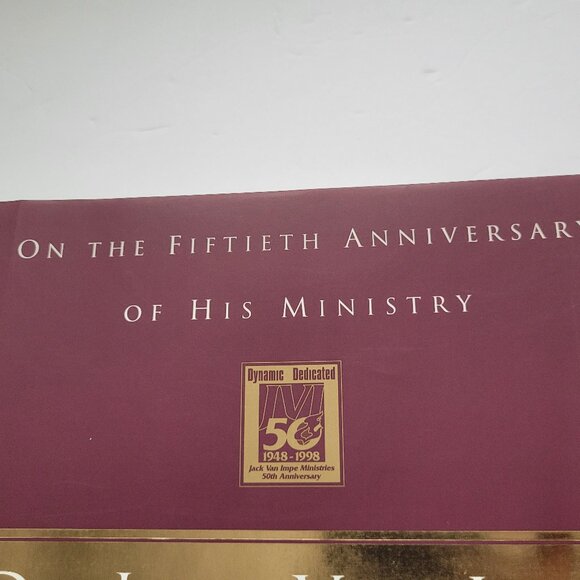 On the Fiftieth Anniversary
of His Ministry
Dynamic Dedicated
JVI
50
1948-1998
Jack Van Impe Ministries
50th Anniversary